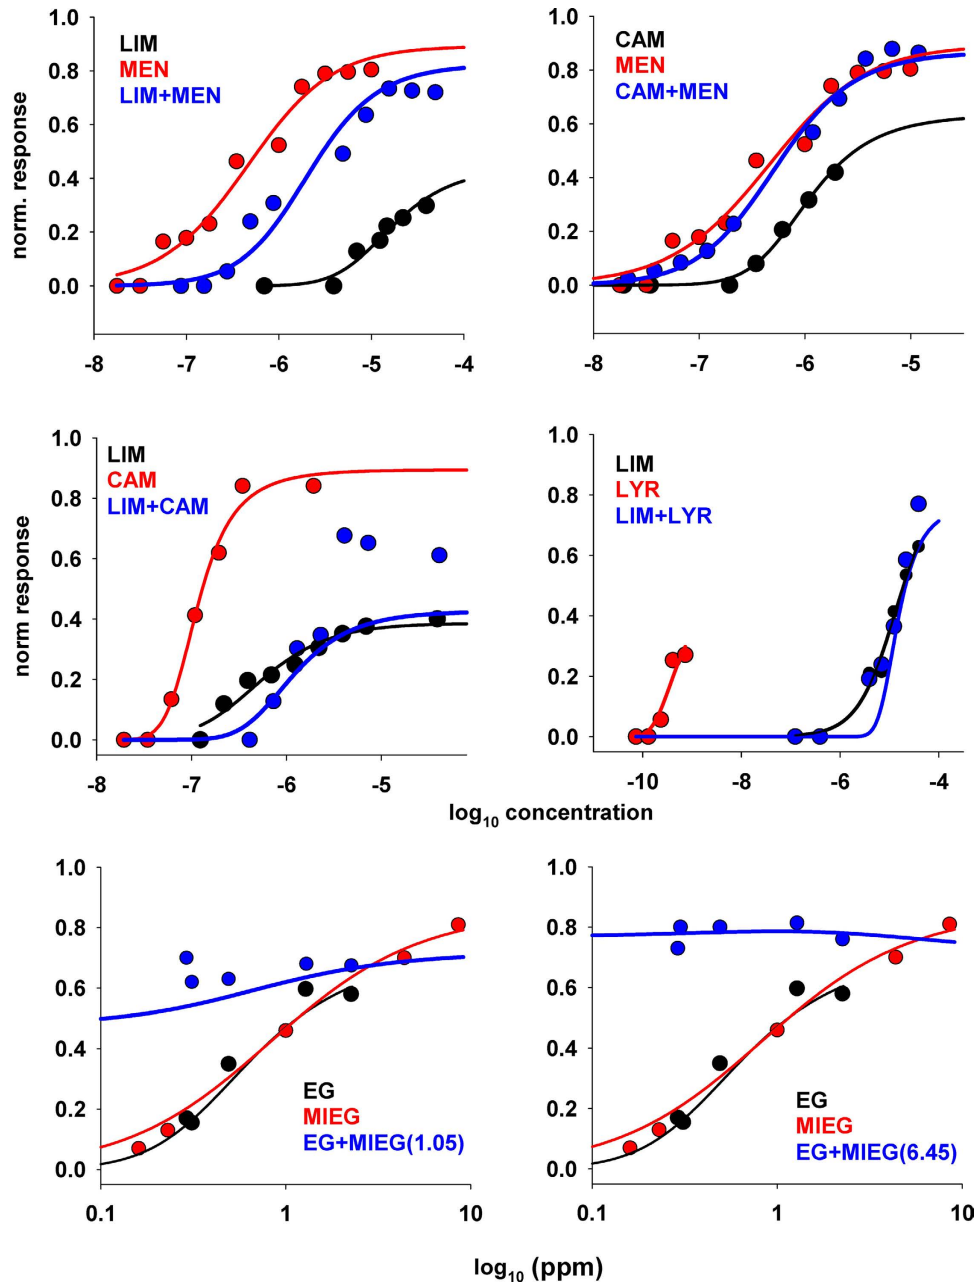 LIM
MEN
LIM+MEN
norm. response
1.0
0.8
0.6
0.4
0.2
0.0
-8 -7 -6 -5 -4
CAM
MEN
CAM+MEN
1.0
0.8
0.6
0.4
0.2
0.0
-8 -7 -6 -5
LIM
CAM
LIM+CAM
norm response
1.0
0.8
0.6
0.4
0.2
0.0
-8 -7 -6 -5
LIM
LYR
LIM+LYR
1.0
0.8
0.6
0.4
0.2
0.0
-10 -8 -6 -4
log10 concentration
1.0
0.8
0.6
0.4
0.2
0.0
EG
MIEG
EG+MIEG(1.05)
0.1 1 10
1.0
0.8
0.6
0.4
0.2
0.0
EG
MIEG
EG+MIEG(6.45)
0.1 1 10
log10 (ppm)